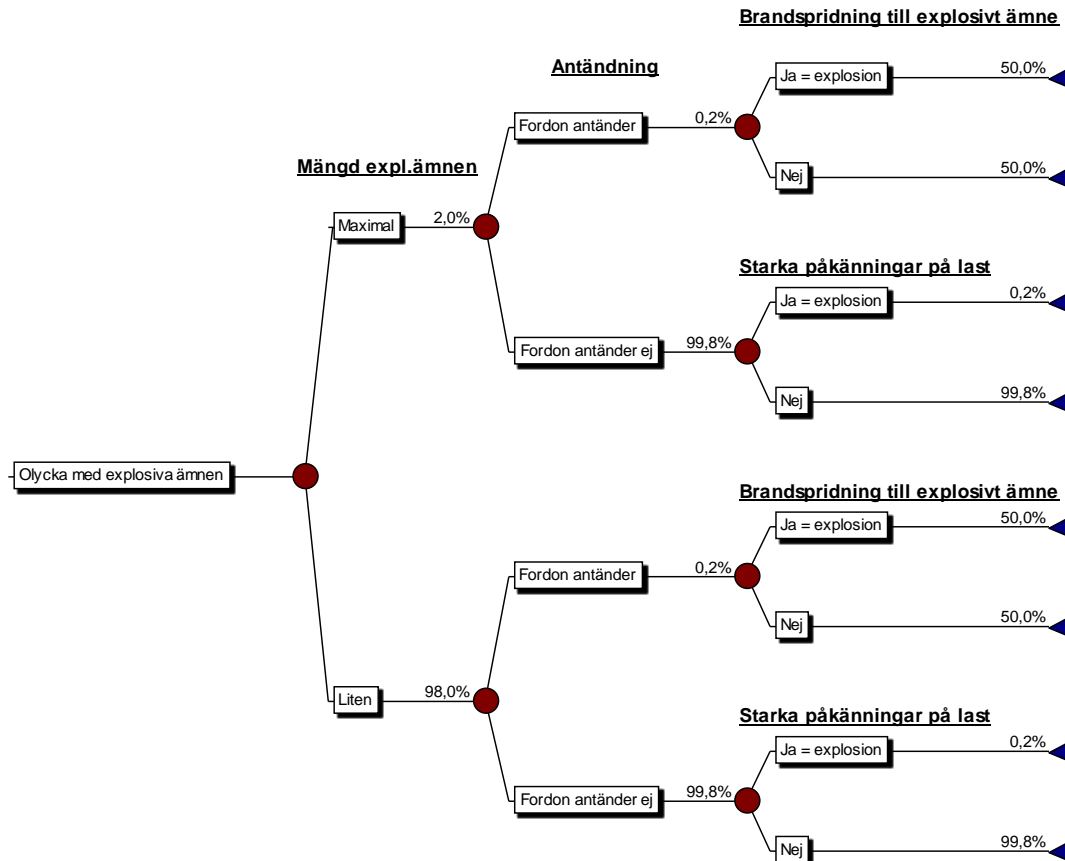 Brandspridning till explosivt ämne
Antändning
Ja = explosion 50,0%
Fordon antänder 0,2%
Mängd expl.ämnen
Nej 50,0%
Maximal 2,0%
Starka påkänningar på last
Ja = explosion 0,2%
Fordon antänder ej 99,8%
Nej 99,8%
Olycka med explosiva ämnen
Brandspridning till explosivt ämne
Ja = explosion 50,0%
Fordon antänder 0,2%
Nej 50,0%
Liten 98,0%
Starka påkänningar på last
Ja = explosion 0,2%
Fordon antänder ej 99,8%
Nej 99,8%